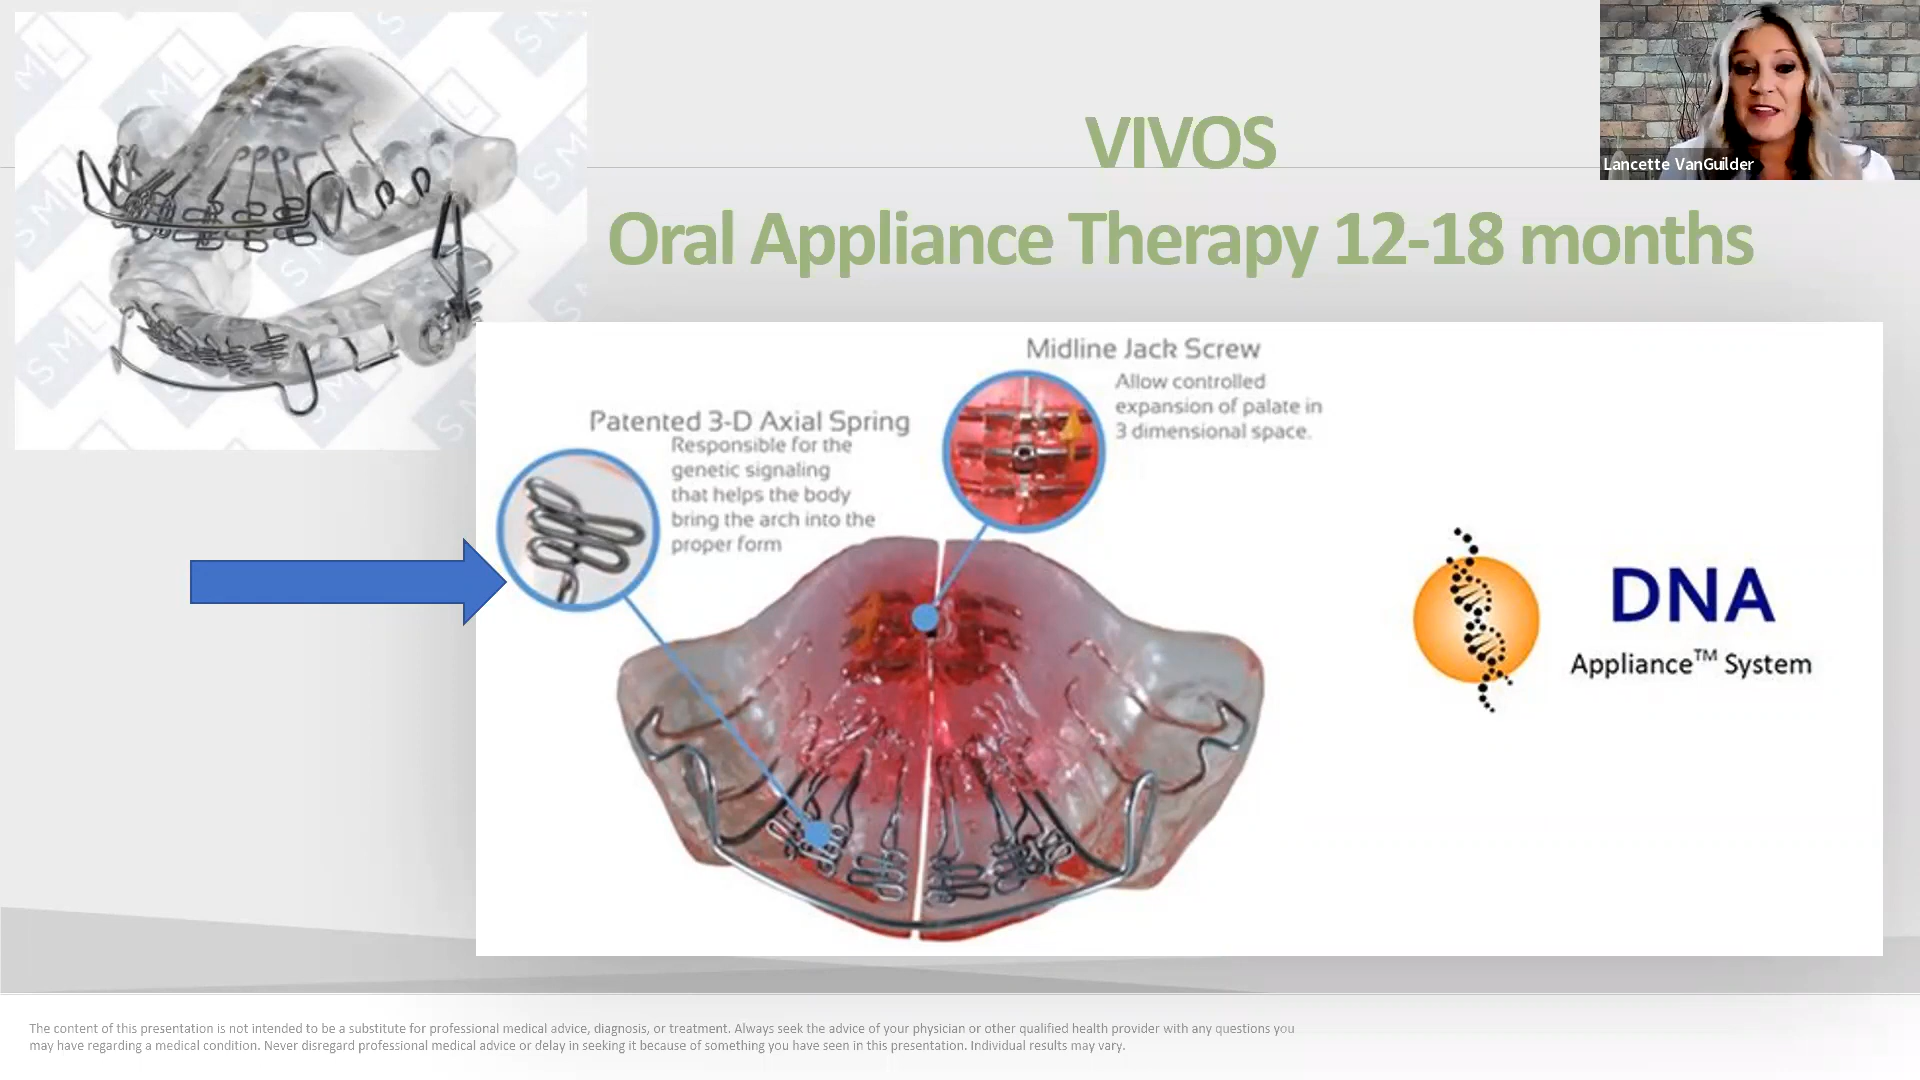 VIVOS
Oral Appliance Therapy 12-18 months
Lancette VanGuilder
SML
Midline Jack Screw
Allow controlled
expansion of palate in
3 dimensional space.
Patented 3-D Axial Spring
Responsible for the
genetic signaling
that helps the body
bring the arch into the
proper form
DNA
Appliance™ System
The content of this presentation is not intended to be a substitute for professional medical advice, diagnosis, or treatment. Always seek the advice of your physician or other qualified health provider with any questions you
may have regarding a medical condition. Never disregard professional medical advice or delay in seeking it because of something you have seen in this presentation. Individual results may vary.